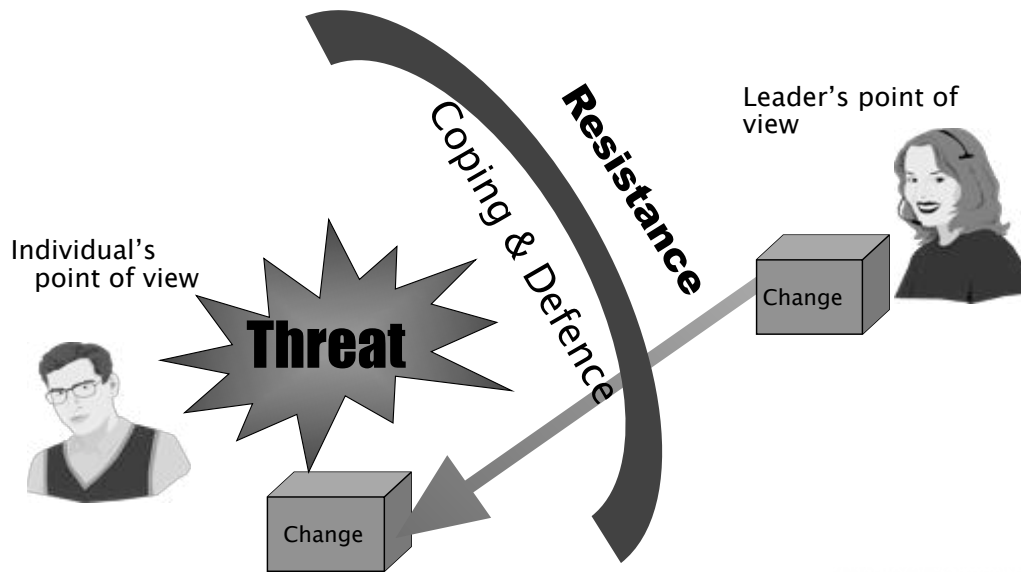 Leader's point of
view
Resistance
Coping & Defence
Individual's
point of view
Threat
Change
Change